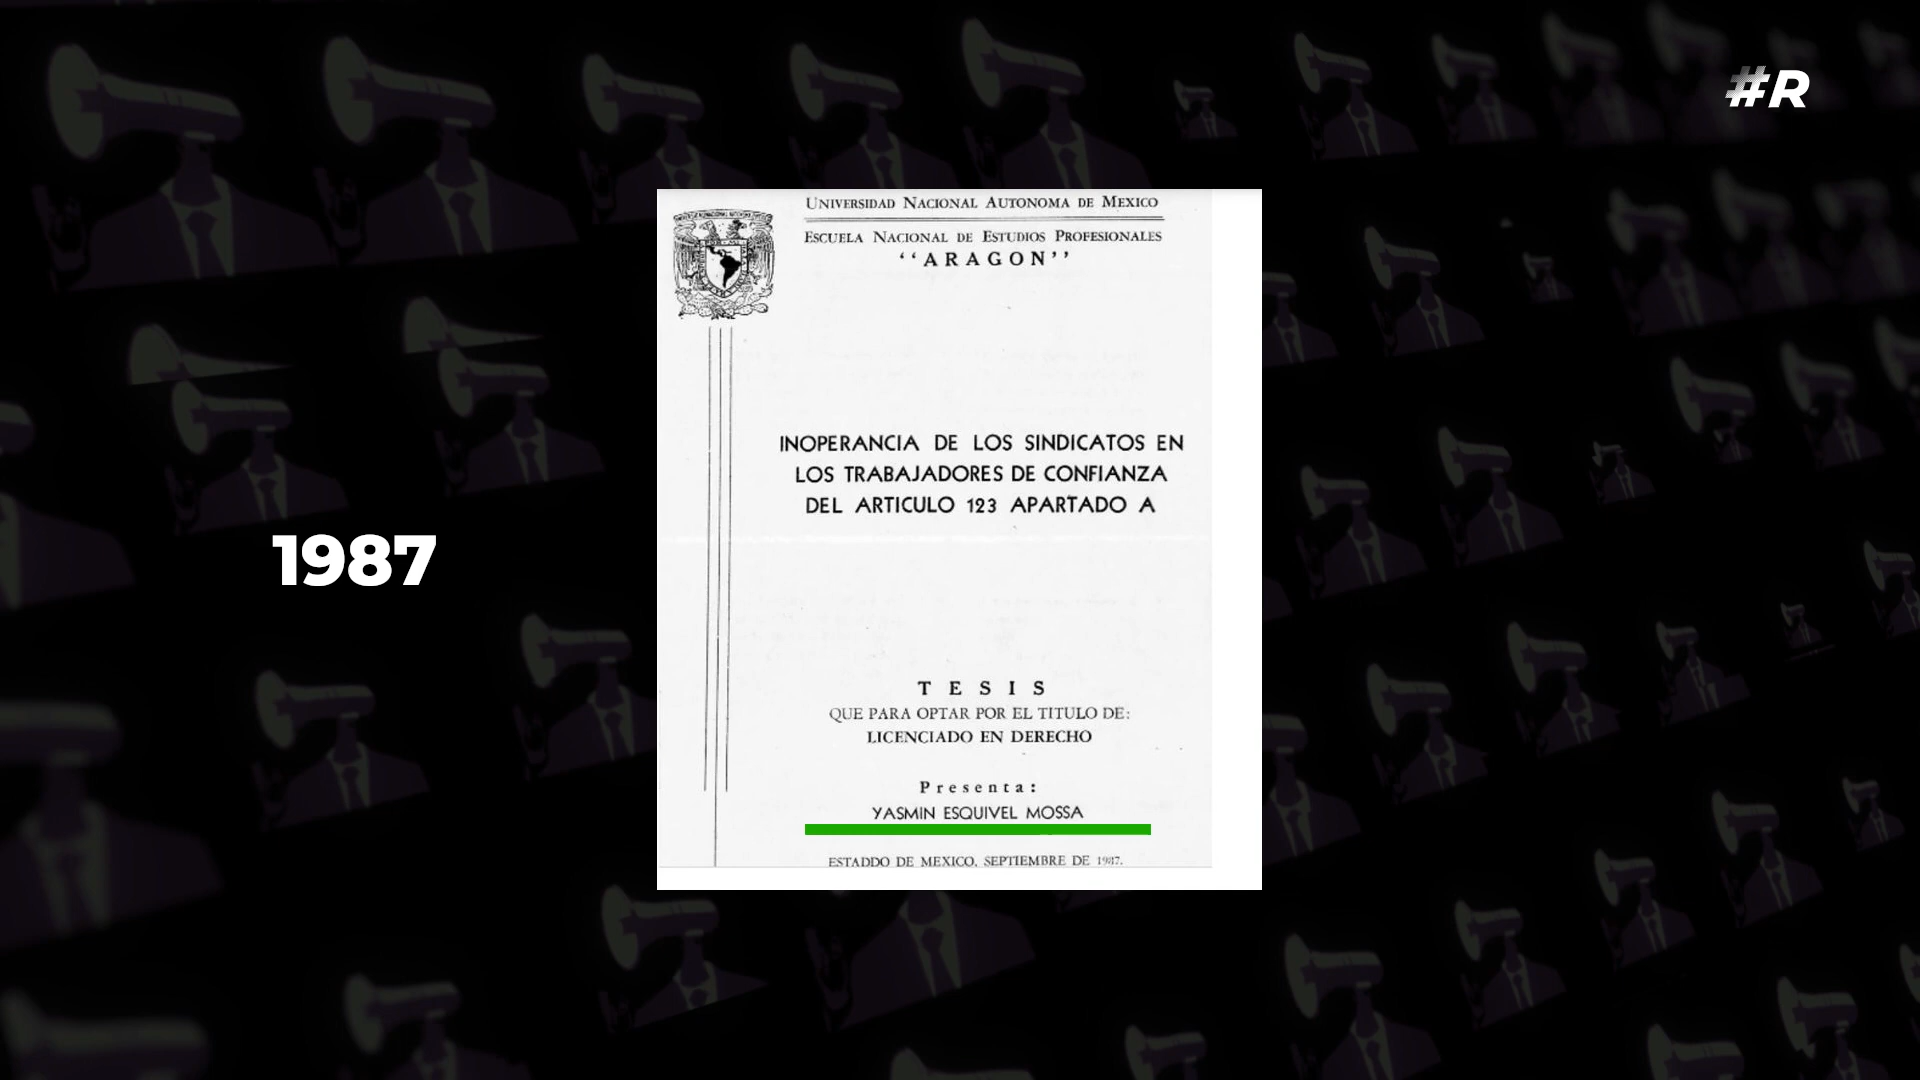 #R
1987
UNIVERSIDAD NACIONAL AUTONOMA DE MEXICO
ESCUELA NACIONAL DE ESTUDIOS PROFESIONALES
‘‘ARAGON’’
INOPERANCIA DE LOS SINDICATOS EN
LOS TRABAJADORES DE CONFIANZA
DEL ARTICULO 123 APARTADO A
TESIS
QUE PARA OPTAR POR EL TITULO DE:
LICENCIADO EN DERECHO
Presenta:
YASMIN ESQUIVEL MOSSA
ESTADDO DE MEXICO, SEPTIEMBRE DE 1987.